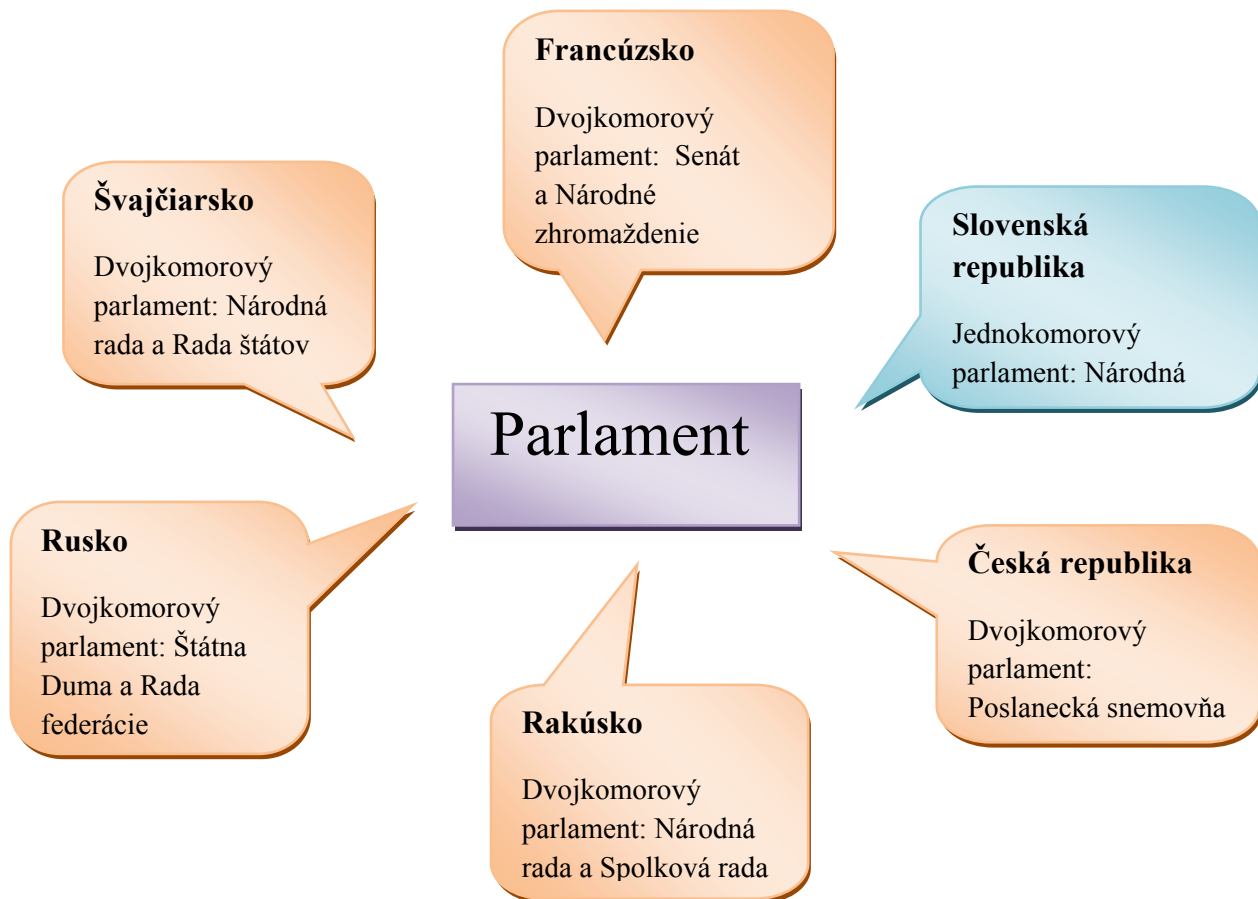 Francúzsko
Dvojkomorový
parlament: Senát
a Národné
zhromaždenie
Švajčiarsko
Dvojkomorový
parlament: Národná
rada a Rada štátov
Slovenská
republika
Jednokomorový
parlament: Národná
Parlament
Rusko
Dvojkomorový
parlament: Štátna
Duma a Rada
federácie
Česká republika
Dvojkomorový
parlament:
Poslanecká snemovňa
Rakúsko
Dvojkomorový
parlament: Národná
rada a Spolková rada